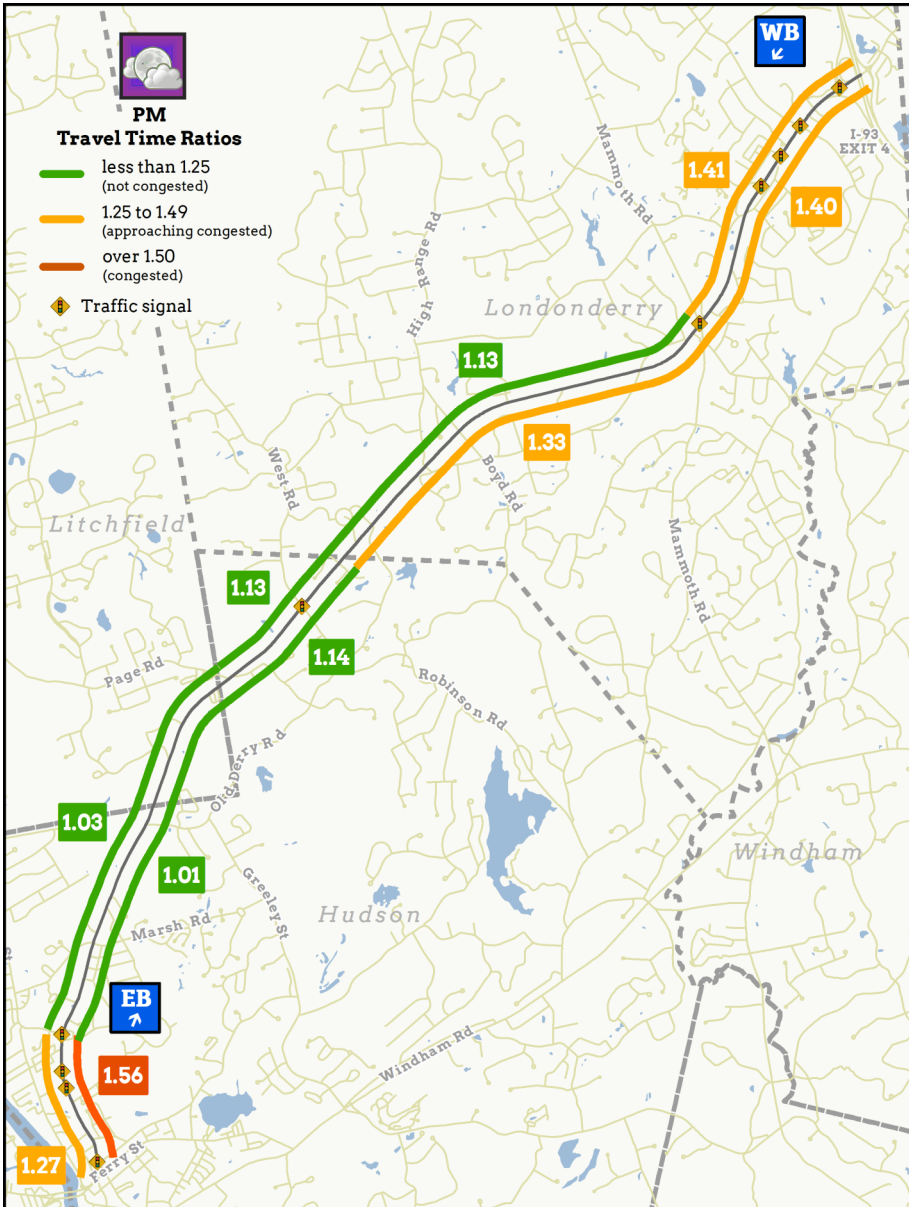 WB
PM
Travel Time Ratios
less than 1.25
(not congested)
1.25 to 1.49
(approaching congested)
over 1.50
(congested)
Traffic signal
I-93
EXIT 4
Mammoth Rd
1.41
1.40
High Range Rd
Londonderry
1.13
1.33
West Rd
Boyd Rd
Litchfield
Mammoth Rd
1.13
1.14
Page Rd
Robinson Rd
Old Derry Rd
1.03
1.01
Windham
Greeley St
Hudson
Marsh Rd
EB
Windham Rd
1.56
1.27
Ferry St